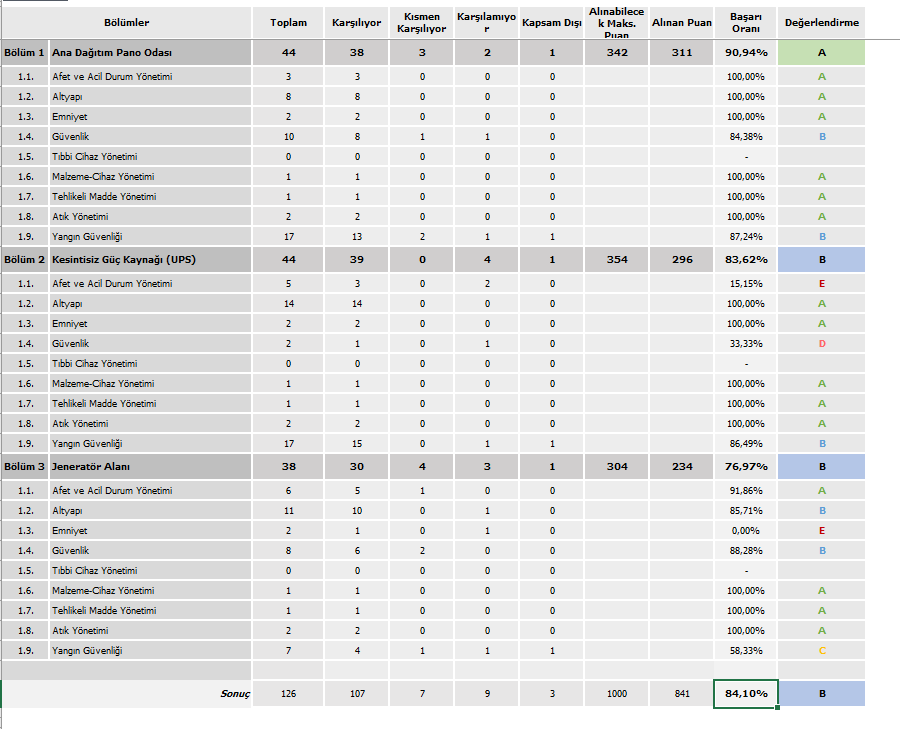 Bölümler Toplam Karşılıyor Kısmen Karşılıyor Karşılamıyor Kapsam Dışı Alınabilecek Maks. Puan Alınan Puan Başarı Oranı Değerlendirme
Bölüm 1 Ana Dağıtım Pano Odası 44 38 3 2 1 342 311 90,94% A
1.1. Afet ve Acil Durum Yönetimi 3 3 0 0 0 100,00% A
1.2. Altyapı 8 8 0 0 0 100,00% A
1.3. Emniyet 2 2 0 0 0 100,00% A
1.4. Güvenlik 10 8 1 1 0 84,38% B
1.5. Tıbbi Cihaz Yönetimi 0 0 0 0 0 -
1.6. Malzeme-Cihaz Yönetimi 1 1 0 0 0 100,00% A
1.7. Tehlikeli Madde Yönetimi 1 1 0 0 0 100,00% A
1.8. Atık Yönetimi 2 2 0 0 0 100,00% A
1.9. Yangın Güvenliği 17 13 2 1 1 87,24% B
Bölüm 2 Kesintisiz Güç Kaynağı (UPS) 44 39 0 4 1 354 296 83,62% B
1.1. Afet ve Acil Durum Yönetimi 5 3 0 2 0 15,15% E
1.2. Altyapı 14 14 0 0 0 100,00% A
1.3. Emniyet 2 2 0 0 0 100,00% A
1.4. Güvenlik 2 1 0 1 0 33,33% D
1.5. Tıbbi Cihaz Yönetimi 0 0 0 0 0 -
1.6. Malzeme-Cihaz Yönetimi 1 1 0 0 0 100,00% A
1.7. Tehlikeli Madde Yönetimi 1 1 0 0 0 100,00% A
1.8. Atık Yönetimi 2 2 0 0 0 100,00% A
1.9. Yangın Güvenliği 17 15 0 1 1 86,49% B
Bölüm 3 Jeneratör Alanı 38 30 4 3 1 304 234 76,97% B
1.1. Afet ve Acil Durum Yönetimi 6 5 1 0 0 91,86% A
1.2. Altyapı 11 10 0 1 0 85,71% B
1.3. Emniyet 2 1 0 1 0 0,00% E
1.4. Güvenlik 8 6 2 0 0 88,28% B
1.5. Tıbbi Cihaz Yönetimi 0 0 0 0 0 -
1.6. Malzeme-Cihaz Yönetimi 1 1 0 0 0 100,00% A
1.7. Tehlikeli Madde Yönetimi 1 1 0 0 0 100,00% A
1.8. Atık Yönetimi 2 2 0 0 0 100,00% A
1.9. Yangın Güvenliği 7 4 1 1 1 58,33% C
Sonuç 126 107 7 9 3 1000 841 84,10% B